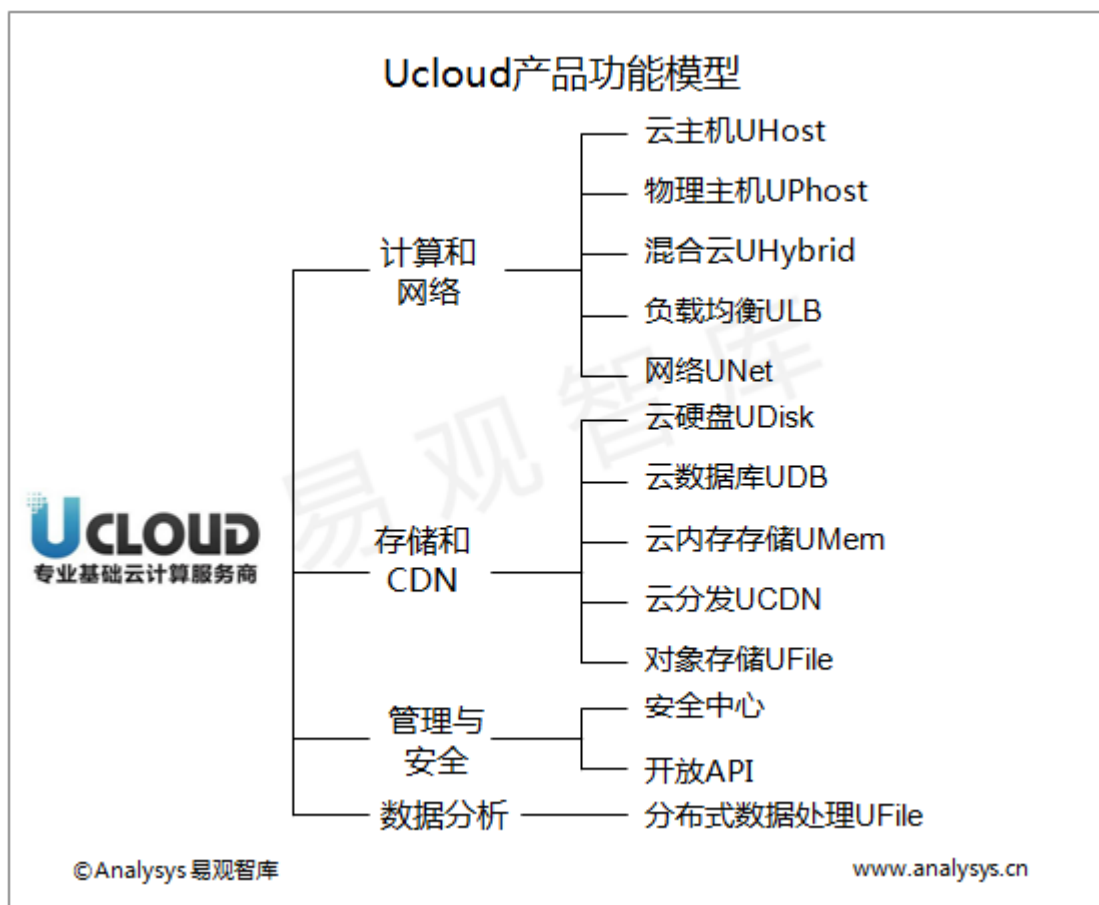 Ucloud产品功能模型
云主机UHost
物理主机UPhost
计算和
网络
混合云UHybrid
负载均衡ULB
网络UNet
云硬盘UDisk
云数据库UDB
UCLOUD
专业基础云计算服务商
存储和
CDN
云内存存储UMem
云分发UCDN
对象存储UFile
管理与
安全
安全中心
开放API
数据分析
分布式数据处理UFile
易观智库
©Analysys 易观智库
www.analysys.cn